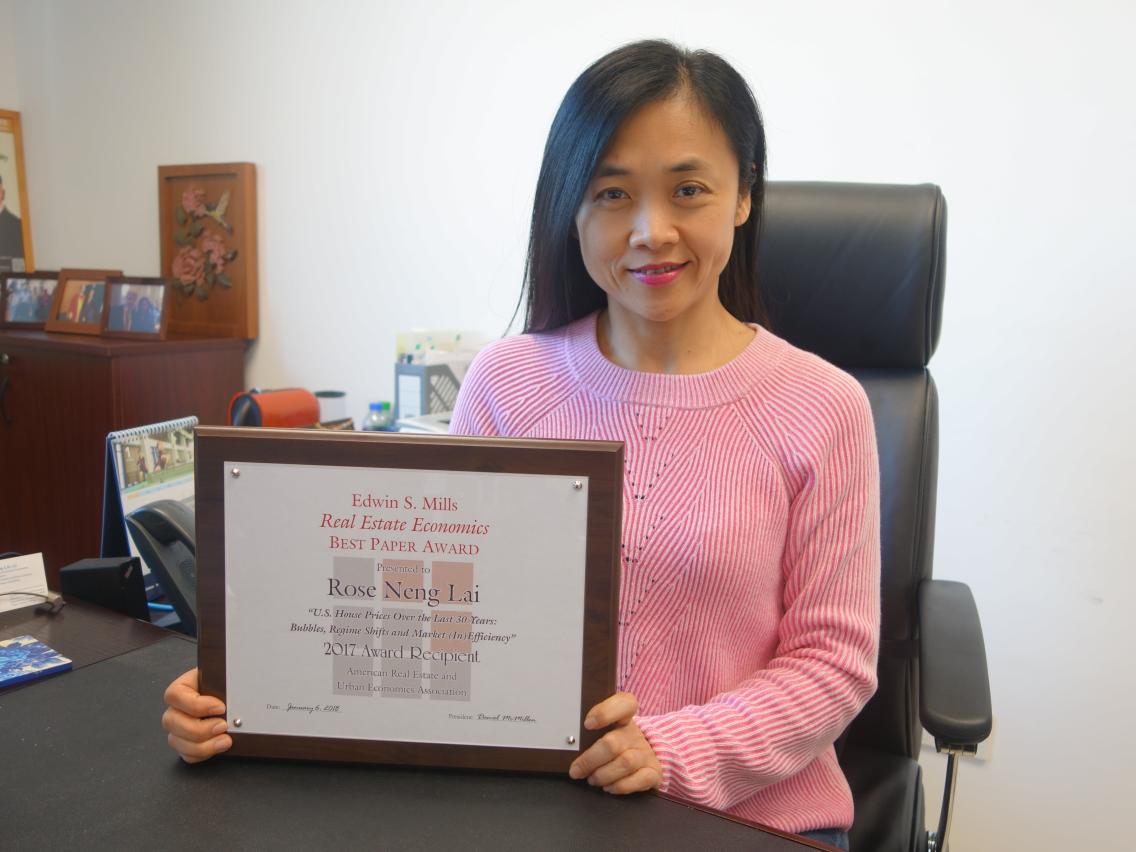 Edwin S. Mills
Real Estate Economics
BEST PAPER AWARD
Presented to
Rose Neng Lai
"U.S. House Prices Over the Last 30 Years:
Bubbles, Regime Shifts and Market (In)Efficiency"
2017 Award Recipient
American Real Estate and
Urban Economics Association
Date: January 6, 2018
President: Daniel McMillen